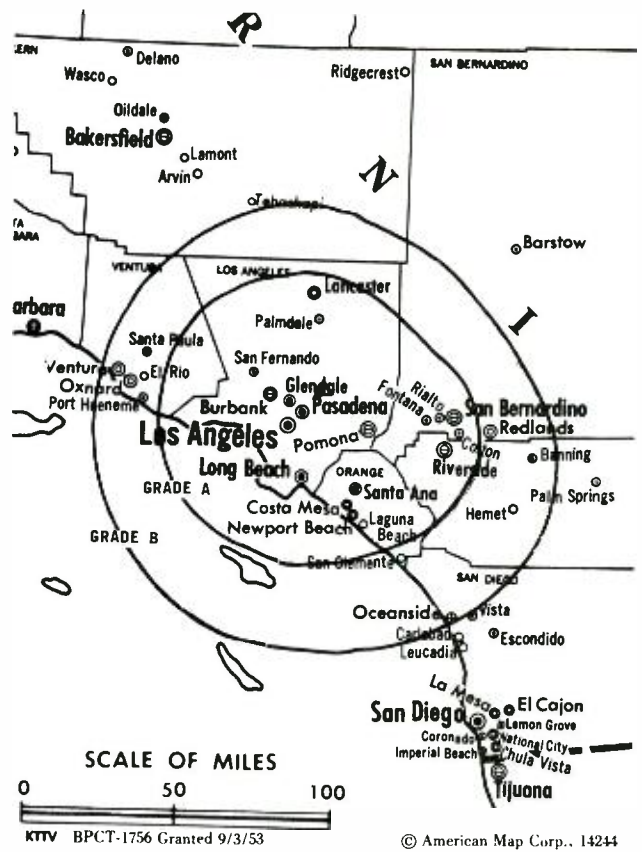 R
KERN
Delano
Wasco
Ridgecrest
SAN BERNARDINO
Oildale
Bakersfield
Lamont
Arvin
N
Tehachapi
TA
BARA
Barstow
VENTURA
LOS ANGELES
Lancaster
I
arbara
Palmdale
Santa Paula
San Fernando
Ventura
El Rio
Oxnard
Port Hueneme
Glendale
Burbank
Pasadena
Rialto
Fontana
San Bernardino
Redlands
Los Angeles
Pomona
Colton
Riverside
Banning
Long Beach
ORANGE
GRADE A
Santa Ana
Palm Springs
Costa Mesa
Hemet
Newport Beach
Laguna
Beach
GRADE B
San Clemente
SAN DIEGO
Oceanside
Vista
Carlsbad
Escondido
Leucadia
La Mesa
El Cajon
San Diego
Lemon Grove
Coronado
National City
Imperial Beach
Chula Vista
Tijuana
SCALE OF MILES
0 50 100
KTTV BPCT-1756 Granted 9/3/53
© American Map Corp., 14244